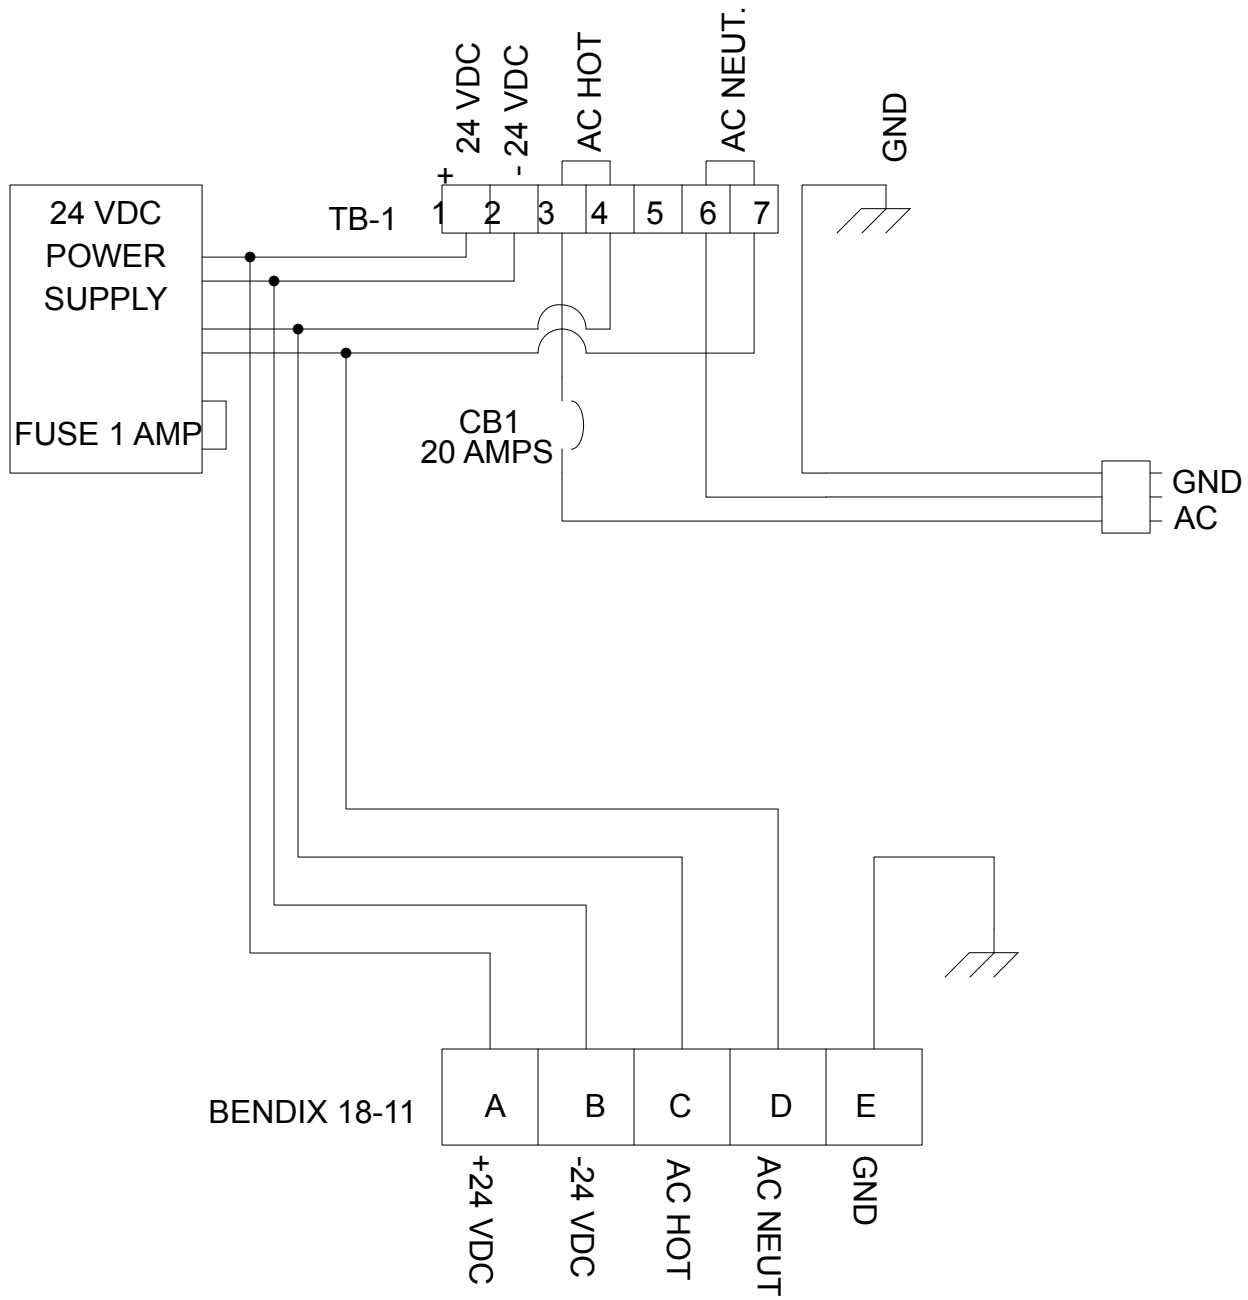 + 24 VDC
- 24 VDC
AC HOT
AC NEUT.
GND
24 VDC
POWER
SUPPLY
FUSE 1 AMP
TB-1
1 2 3 4 5 6 7
CB1
20 AMPS
GND
AC
BENDIX 18-11
A B C D E
+24 VDC
-24 VDC
AC HOT
AC NEUT
GND